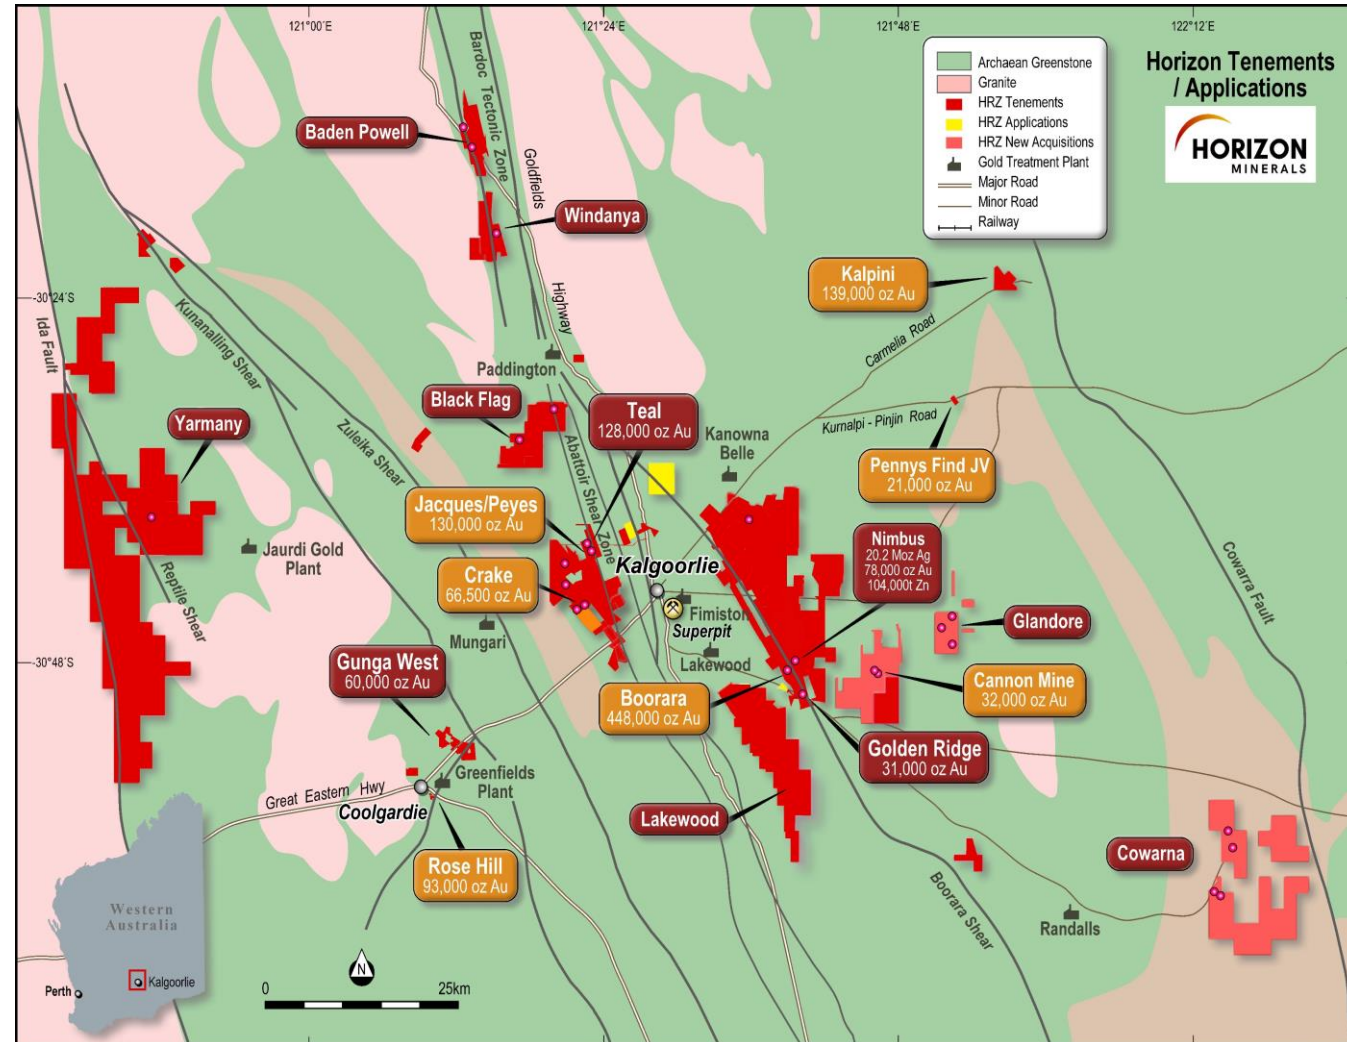 121°00´E
121°24´E
121°48´E
122°12´E
Archaean Greenstone
Granite
HRZ Tenements
HRZ Applications
HRZ New Acquisitions
Gold Treatment Plant
Major Road
Minor Road
Railway
Horizon Tenements
/ Applications
HORIZON
MINERALS
Bardoc Tectonic Zone
Baden Powell
Goldfields
Highway
Windanya
Kalpini
139,000 oz Au
-30°24´S
Ida Fault
Kunanalling Shear
Carmelia Road
Paddington
Black Flag
Teal
128,000 oz Au
Kurnalpi - Pinjin Road
Yarmany
Zuleika Shear
Abattoir Shear Zone
Kanowna
Belle
Pennys Find JV
21,000 oz Au
Jacques/Peyes
130,000 oz Au
Nimbus
20.2 Moz Ag
78,000 oz Au
104,000t Zn
Jaurdi Gold
Plant
Kalgoorlie
Crake
66,500 oz Au
Reptile Shear
Cowarra Fault
Fimiston
Superpit
Glandore
Mungari
Lakewood
-30°48´S
Gunga West
60,000 oz Au
Boorara
448,000 oz Au
Cannon Mine
32,000 oz Au
Golden Ridge
31,000 oz Au
Greenfields
Plant
Great Eastern Hwy
Coolgardie
Lakewood
Rose Hill
93,000 oz Au
Cowarna
Boorara Shear
Randalls
Western
Australia
Kalgoorlie
Perth
N
0
25km